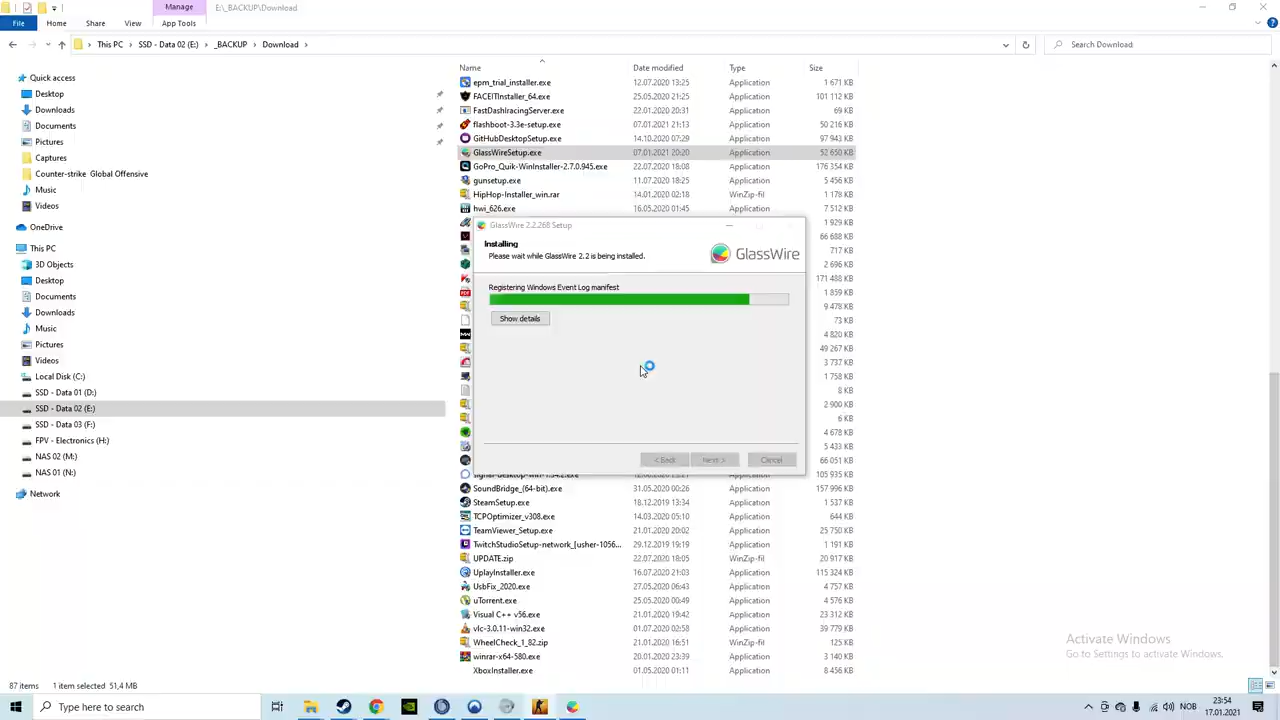 Manage
E:\_BACKUP\Download
File Home Share View App Tools
This PC > SSD - Data 02 (E:) > _BACKUP > Download >
Search Download
Quick access
Desktop
Downloads
Documents
Pictures
Captures
Counter-strike Global Offensive
Music
Videos
OneDrive
This PC
3D Objects
Desktop
Documents
Downloads
Music
Pictures
Videos
Local Disk (C:)
SSD - Data 01 (D:)
SSD - Data 02 (E:)
SSD - Data 03 (F:)
FPV - Electronics (H:)
NAS 02 (M:)
NAS 01 (N:)
Network
Name Date modified Type Size
epm_trial_installer.exe 12.07.2020 13:25 Application 1 671 KB
FACEITInstaller_64.exe 25.05.2020 21:25 Application 101 112 KB
FastDashIracingServer.exe 22.01.2020 20:31 Application 69 KB
flashboot-3.3e-setup.exe 07.01.2021 21:13 Application 50 216 KB
GitHubDesktopSetup.exe 14.10.2020 07:29 Application 97 943 KB
GlassWireSetup.exe 07.01.2021 20:20 Application 52 650 KB
GoPro_Quik-WinInstaller-2.7.0.945.exe 22.07.2020 18:08 Application 176 354 KB
gunsetup.exe 11.07.2020 18:25 Application 5 456 KB
HipHop-Installer_win.rar 14.01.2020 02:18 WinZip-fil 1 178 KB
hwi_626.exe 16.05.2020 01:45 Application 7 512 KB
1 929 KB
66 688 KB
717 KB
2 696 KB
171 488 KB
1 859 KB
9 478 KB
73 KB
4 820 KB
49 267 KB
3 737 KB
1 758 KB
8 KB
2 900 KB
6 KB
4 678 KB
5 433 KB
66 051 KB
105 935 KB
GlassWire 2.2.268 Setup
Installing
Please wait while GlassWire 2.2 is being installed.
GlassWire
Registering Windows Event Log manifest
Show details
< Back Next > Cancel
SoundBridge_(64-bit).exe 31.05.2020 00:26 Application 157 996 KB
SteamSetup.exe 18.12.2019 13:34 Application 1 537 KB
TCPOptimizer_v308.exe 14.03.2020 05:10 Application 644 KB
TeamViewer_Setup.exe 21.01.2020 20:02 Application 25 750 KB
TwitchStudioSetup-network_[usher-1056... 29.12.2019 19:19 Application 1 191 KB
UPDATE.zip 22.07.2020 18:05 WinZip-fil 20 917 KB
UplayInstaller.exe 16.07.2020 21:03 Application 115 324 KB
UsbFix_2020.exe 27.05.2020 06:43 Application 4 757 KB
uTorrent.exe 25.05.2020 00:49 Application 4 576 KB
Visual C++ v56.exe 21.01.2020 19:42 Application 23 312 KB
vlc-3.0.11-win32.exe 01.07.2020 02:58 Application 39 779 KB
WheelCheck_1_82.zip 21.01.2020 16:51 WinZip-fil 125 KB
winrar-x64-580.exe 20.01.2020 23:39 Application 3 140 KB
XboxInstaller.exe 01.05.2020 01:11 Application 8 456 KB
Activate Windows
Go to Settings to activate Windows.
87 items 1 item selected 51,4 MB
Type here to search
NOB
23:54
17.01.2021